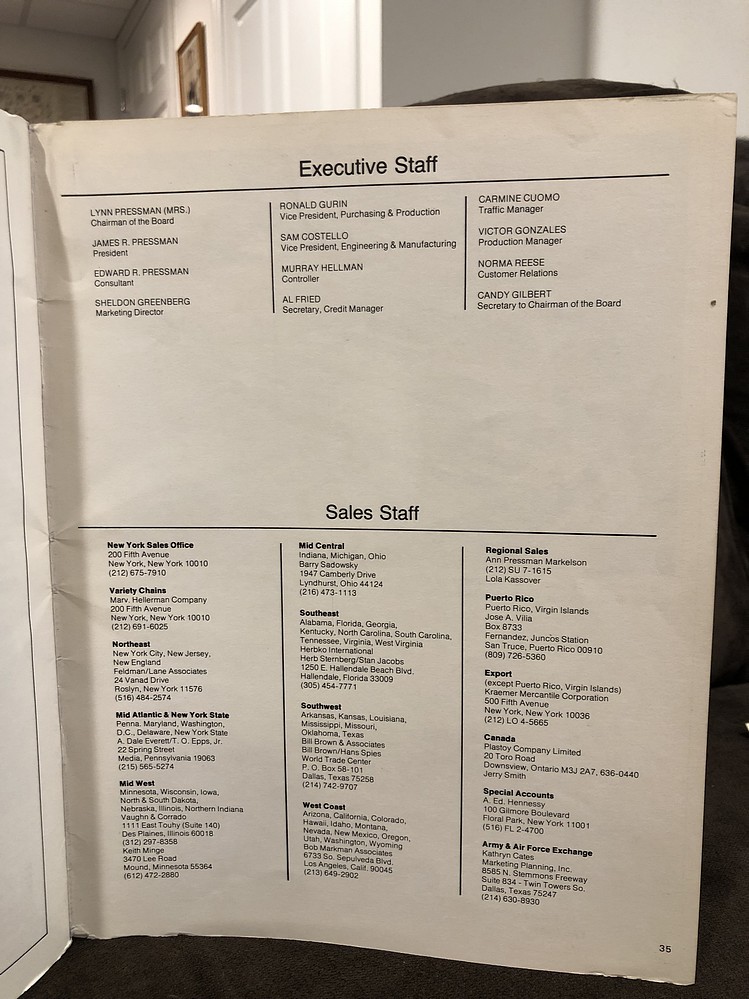 Executive Staff
LYNN PRESSMAN (MRS.)
Chairman of the Board
JAMES R. PRESSMAN
President
EDWARD R. PRESSMAN
Consultant
SHELDON GREENBERG
Marketing Director
RONALD GURIN
Vice President, Purchasing & Production
SAM COSTELLO
Vice President, Engineering & Manufacturing
MURRAY HELLMAN
Controller
AL FRIED
Secretary, Credit Manager
CARMINE CUOMO
Traffic Manager
VICTOR GONZALES
Production Manager
NORMA REESE
Customer Relations
CANDY GILBERT
Secretary to Chairman of the Board
Sales Staff
New York Sales Office
200 Fifth Avenue
New York, New York 10010
(212) 675-7910
Variety Chains
Marv. Hellerman Company
200 Fifth Avenue
New York, New York 10010
(212) 691-6025
Northeast
New York City, New Jersey,
New England
Feldman/Lane Associates
24 Vanad Drive
Roslyn, New York 11576
(516) 484-2574
Mid Atlantic & New York State
Penna. Maryland, Washington,
D.C., Delaware, New York State
A. Dale Everett/T. O. Epps, Jr.
22 Spring Street
Media, Pennsylvania 19063
(215) 565-5274
Mid West
Minnesota, Wisconsin, Iowa,
North & South Dakota,
Nebraska, Illinois, Northern Indiana
Vaughn & Corrado
1111 East Touhy (Suite 140)
Des Plaines, Illinois 60018
(312) 297-8358
Keith Minge
3470 Lee Road
Mound, Minnesota 55364
(612) 472-2880
Mid Central
Indiana, Michigan, Ohio
Barry Sadowsky
1947 Camberly Drive
Lyndhurst, Ohio 44124
(216) 473-1113
Southeast
Alabama, Florida, Georgia,
Kentucky, North Carolina, South Carolina,
Tennessee, Virginia, West Virginia
Herbko International
Herb Sternberg/Stan Jacobs
1250 E. Hallendale Beach Blvd.
Hallendale, Florida 33009
(305) 454-7771
Southwest
Arkansas, Kansas, Louisiana,
Mississippi, Missouri,
Oklahoma, Texas
Bill Brown & Associates
Bill Brown/Hans Spies
World Trade Center
P. O. Box 58-101
Dallas, Texas 75258
(214) 742-9707
West Coast
Arizona, California, Colorado,
Hawaii, Idaho, Montana,
Nevada, New Mexico, Oregon,
Utah, Washington, Wyoming
Bob Markman Associates
6733 So. Sepulveda Blvd.
Los Angeles, Calif. 90045
(213) 649-2902
Regional Sales
Ann Pressman Markelson
(212) SU 7-1615
Lola Kassover
Puerto Rico
Puerto Rico, Virgin Islands
Jose A. Vilia
Box 8733
Fernandez, Juncos Station
San Truce, Puerto Rico 00910
(809) 726-5360
Export
(except Puerto Rico, Virgin Islands)
Kraemer Mercantile Corporation
500 Fifth Avenue
New York, New York 10036
(212) LO 4-5665
Canada
Plastoy Company Limited
20 Toro Road
Downsview, Ontario M3J 2A7, 636-0440
Jerry Smith
Special Accounts
A. Ed. Hennessy
100 Gilmore Boulevard
Floral Park, New York 11001
(516) FL 2-4700
Army & Air Force Exchange
Kathryn Cates
Marketing Planning, Inc.
8585 N. Stemmons Freeway
Suite 834 - Twin Towers So.
Dallas, Texas 75247
(214) 630-8930
35